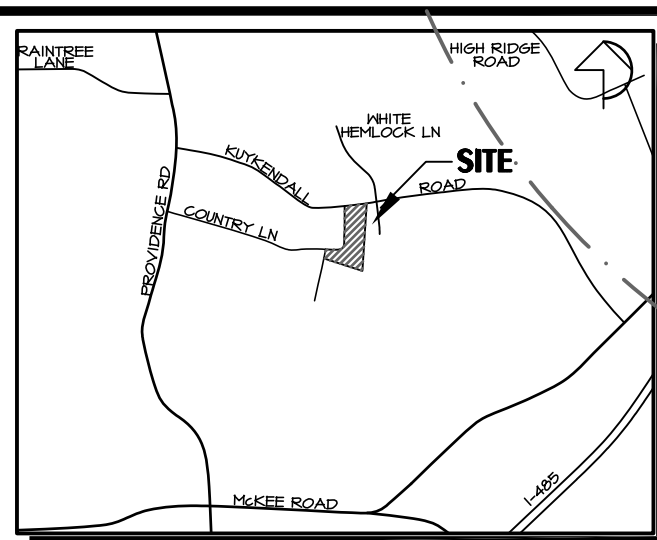 RAINTREE
LANE
HIGH RIDGE
ROAD
WHITE
HEMLOCK LN
KUYKENDALL
SITE
ROAD
COUNTRY LN
PROVIDENCE RD
I-485
McKEE ROAD